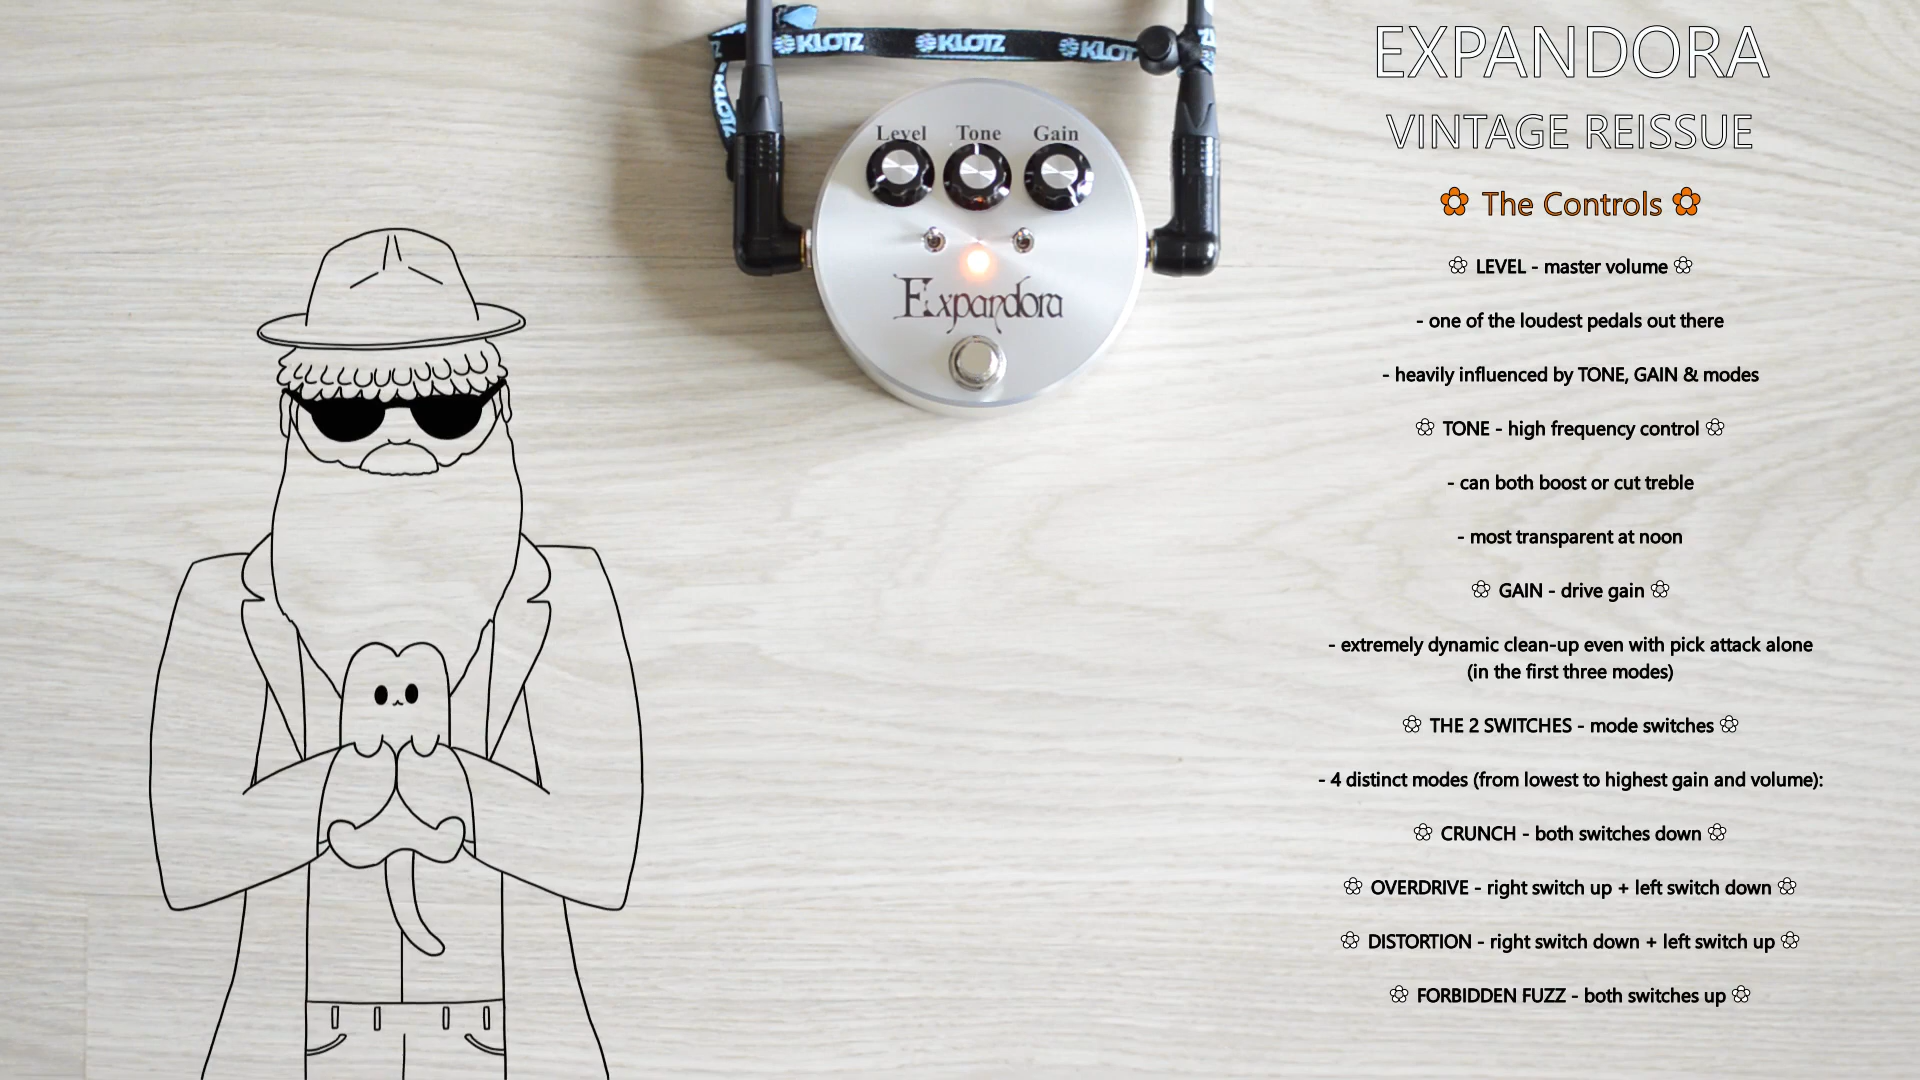 KLOTZ KLOTZ KLOT
KLOTZ
Level Tone Gain
Expandora
EXPANDORA
VINTAGE REISSUE
The Controls
LEVEL - master volume
- one of the loudest pedals out there
- heavily influenced by TONE, GAIN & modes
TONE - high frequency control
- can both boost or cut treble
- most transparent at noon
GAIN - drive gain
- extremely dynamic clean-up even with pick attack alone
(in the first three modes)
THE 2 SWITCHES - mode switches
- 4 distinct modes (from lowest to highest gain and volume):
CRUNCH - both switches down
OVERDRIVE - right switch up + left switch down
DISTORTION - right switch down + left switch up
FORBIDDEN FUZZ - both switches up